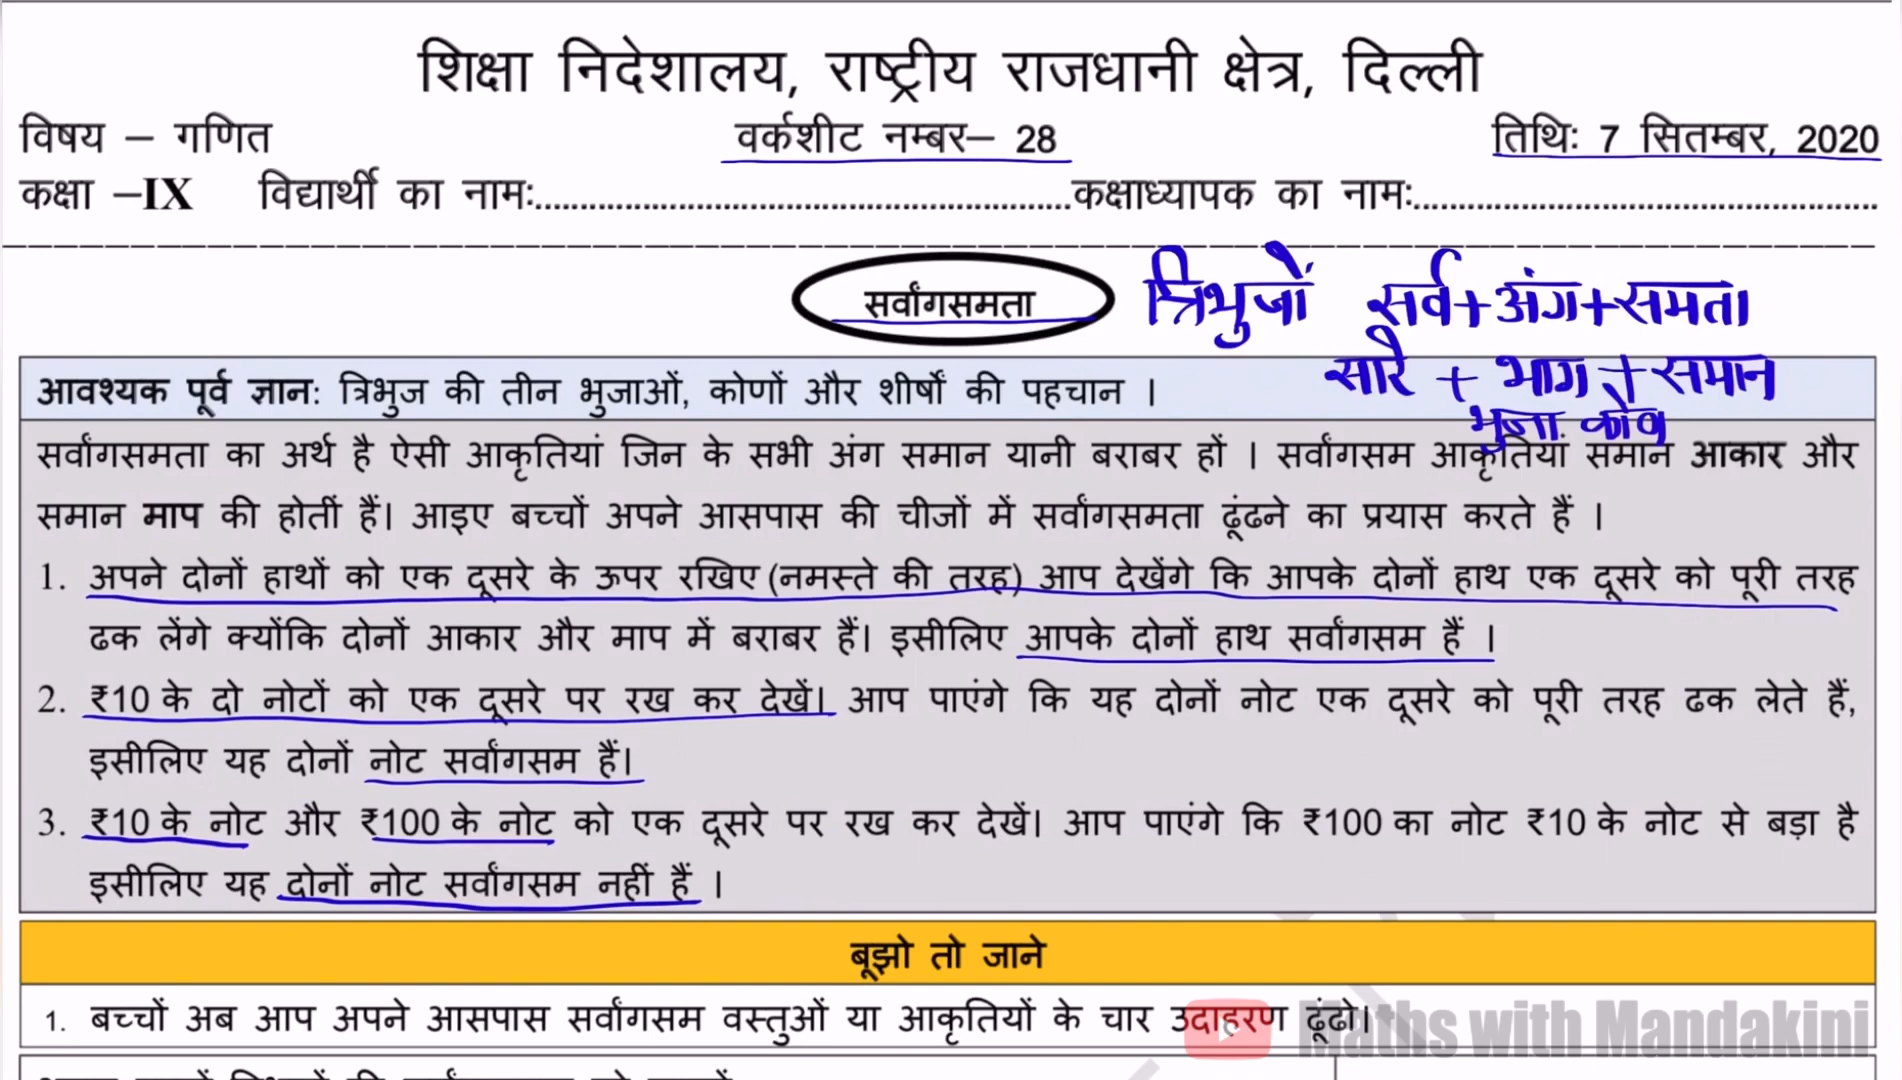 शिक्षा निदेशालय, राष्ट्रीय राजधानी क्षेत्र, दिल्ली
विषय – गणित वर्कशीट नम्बर– 28 तिथि: 7 सितम्बर, 2020
कक्षा –IX विद्यार्थी का नाम:............................................................कक्षाध्यापक का नाम:....................................................
सर्वांगसमता त्रिभुजों सर्व+अंग+समता
सारे + भाग + समान
आवश्यक पूर्व ज्ञान: त्रिभुज की तीन भुजाओं, कोणों और शीर्षों की पहचान ।
भुजा कोण
सर्वांगसमता का अर्थ है ऐसी आकृतियां जिन के सभी अंग समान यानी बराबर हों । सर्वांगसम आकृतियां समान आकार और
समान माप की होतीं हैं। आइए बच्चों अपने आसपास की चीजों में सर्वांगसमता ढूंढने का प्रयास करते हैं ।
1. अपने दोनों हाथों को एक दूसरे के ऊपर रखिए (नमस्ते की तरह) आप देखेंगे कि आपके दोनों हाथ एक दूसरे को पूरी तरह
ढक लेंगे क्योंकि दोनों आकार और माप में बराबर हैं। इसीलिए आपके दोनों हाथ सर्वांगसम हैं ।
2. ₹10 के दो नोटों को एक दूसरे पर रख कर देखें। आप पाएंगे कि यह दोनों नोट एक दूसरे को पूरी तरह ढक लेते हैं,
इसीलिए यह दोनों नोट सर्वांगसम हैं।
3. ₹10 के नोट और ₹100 के नोट को एक दूसरे पर रख कर देखें। आप पाएंगे कि ₹100 का नोट ₹10 के नोट से बड़ा है
इसीलिए यह दोनों नोट सर्वांगसम नहीं हैं ।
बूझो तो जाने
1. बच्चों अब आप अपने आसपास सर्वांगसम वस्तुओं या आकृतियों के चार उदाहरण ढूंढो।
Maths with Mandakini